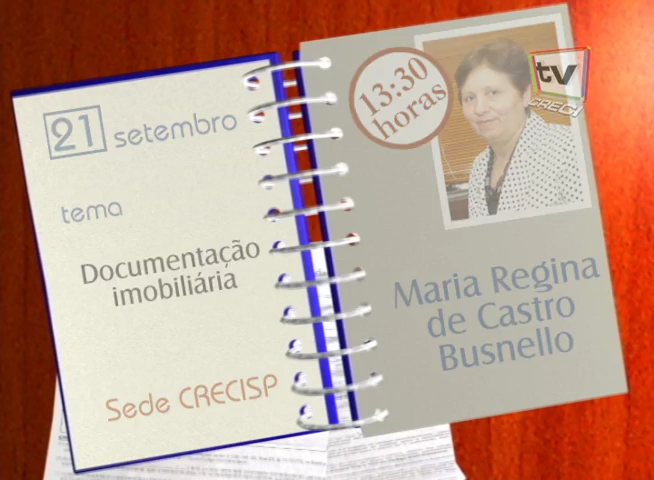 21 setembro
tema
Documentação
imobiliária
Sede CRECISP
13:30
horas
tv
CRECI
Maria Regina
de Castro
Busnello